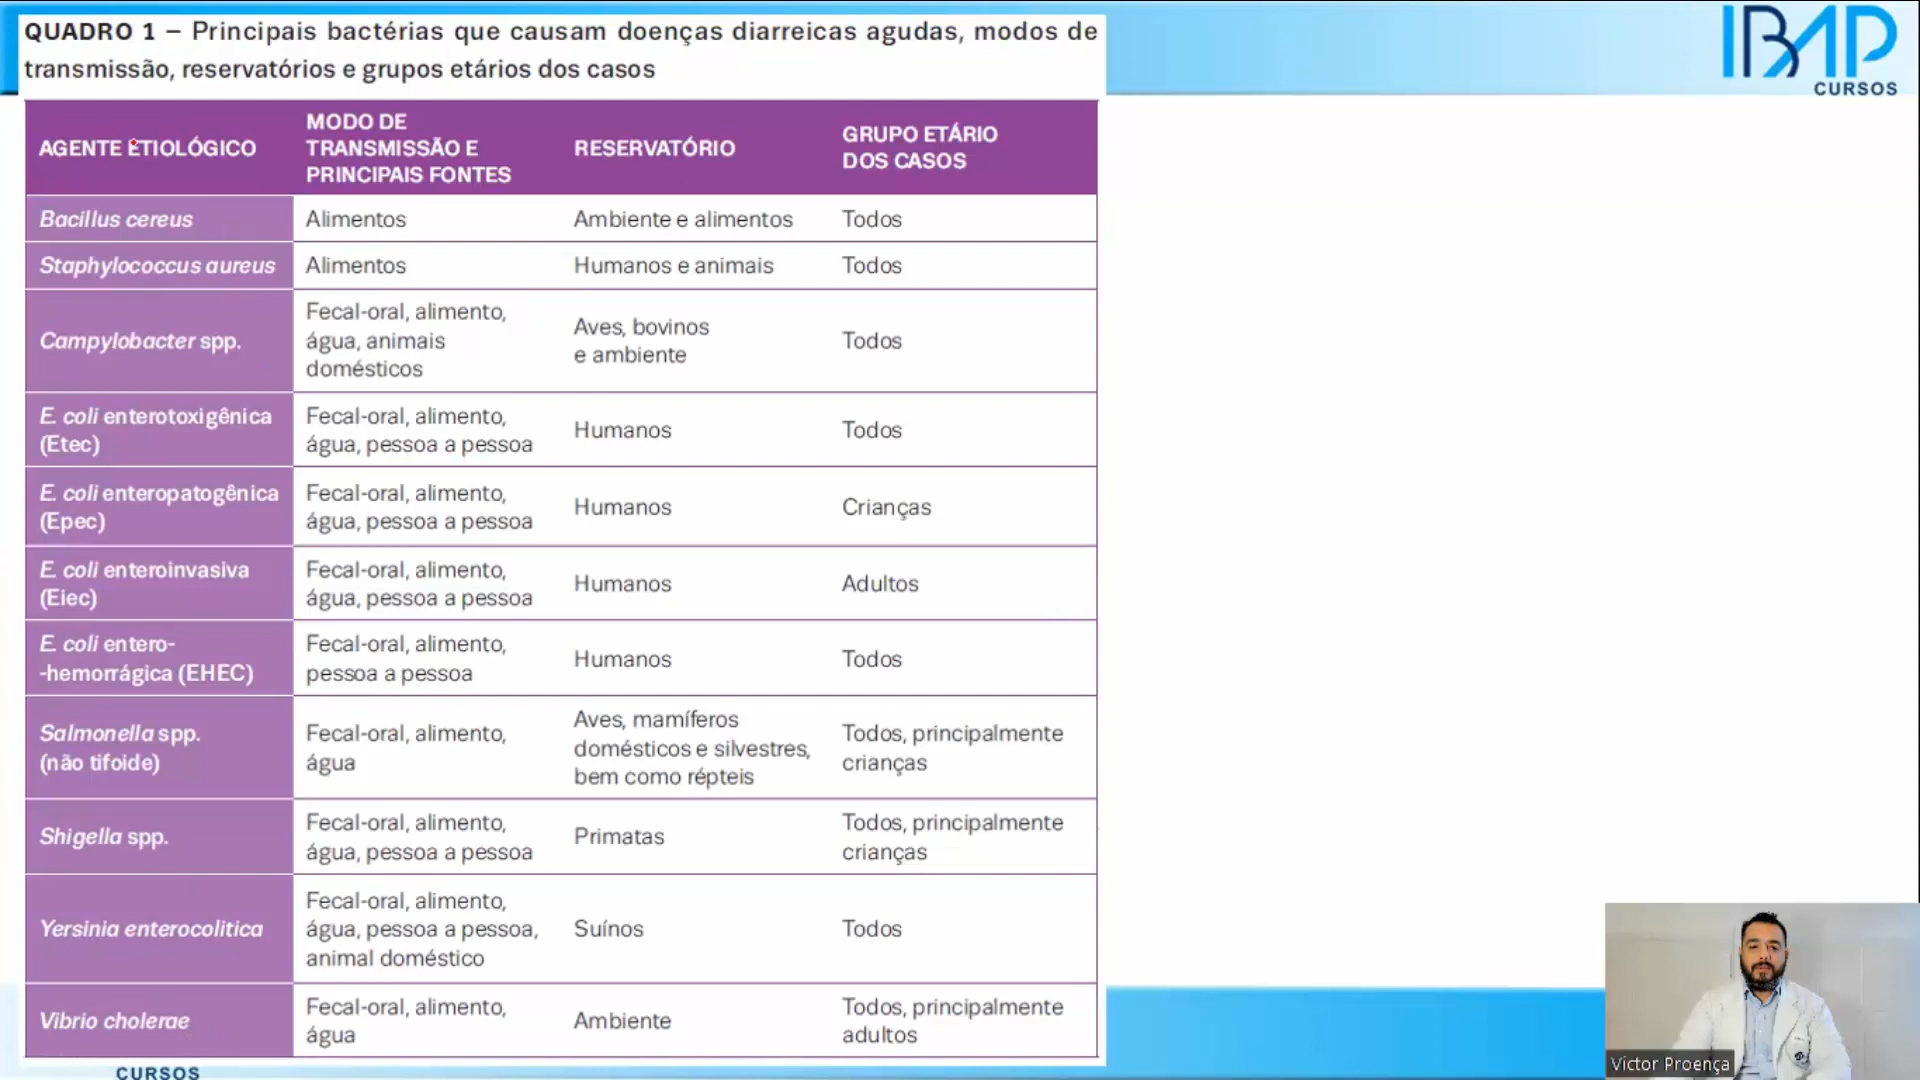 QUADRO 1 – Principais bactérias que causam doenças diarreicas agudas, modos de
transmissão, reservatórios e grupos etários dos casos
IBAP
CURSOS
AGENTE ETIOLÓGICO
MODO DE
TRANSMISSÃO E
PRINCIPAIS FONTES
RESERVATÓRIO
GRUPO ETÁRIO
DOS CASOS
Bacillus cereus
Alimentos
Ambiente e alimentos
Todos
Staphylococcus aureus
Alimentos
Humanos e animais
Todos
Campylobacter spp.
Fecal-oral, alimento,
água, animais
domésticos
Aves, bovinos
e ambiente
Todos
E. coli enterotoxigênica
(Etec)
Fecal-oral, alimento,
água, pessoa a pessoa
Humanos
Todos
E. coli enteropatogênica
(Epec)
Fecal-oral, alimento,
água, pessoa a pessoa
Humanos
Crianças
E. coli enteroinvasiva
(Eiec)
Fecal-oral, alimento,
água, pessoa a pessoa
Humanos
Adultos
E. coli entero-
-hemorrágica (EHEC)
Fecal-oral, alimento,
pessoa a pessoa
Humanos
Todos
Salmonella spp.
(não tifoide)
Fecal-oral, alimento,
água
Aves, mamíferos
domésticos e silvestres,
bem como répteis
Todos, principalmente
crianças
Shigella spp.
Fecal-oral, alimento,
água, pessoa a pessoa
Primatas
Todos, principalmente
crianças
Yersinia enterocolitica
Fecal-oral, alimento,
água, pessoa a pessoa,
animal doméstico
Suínos
Todos
Vibrio cholerae
Fecal-oral, alimento,
água
Ambiente
Todos, principalmente
adultos
CURSOS
Victor Proença